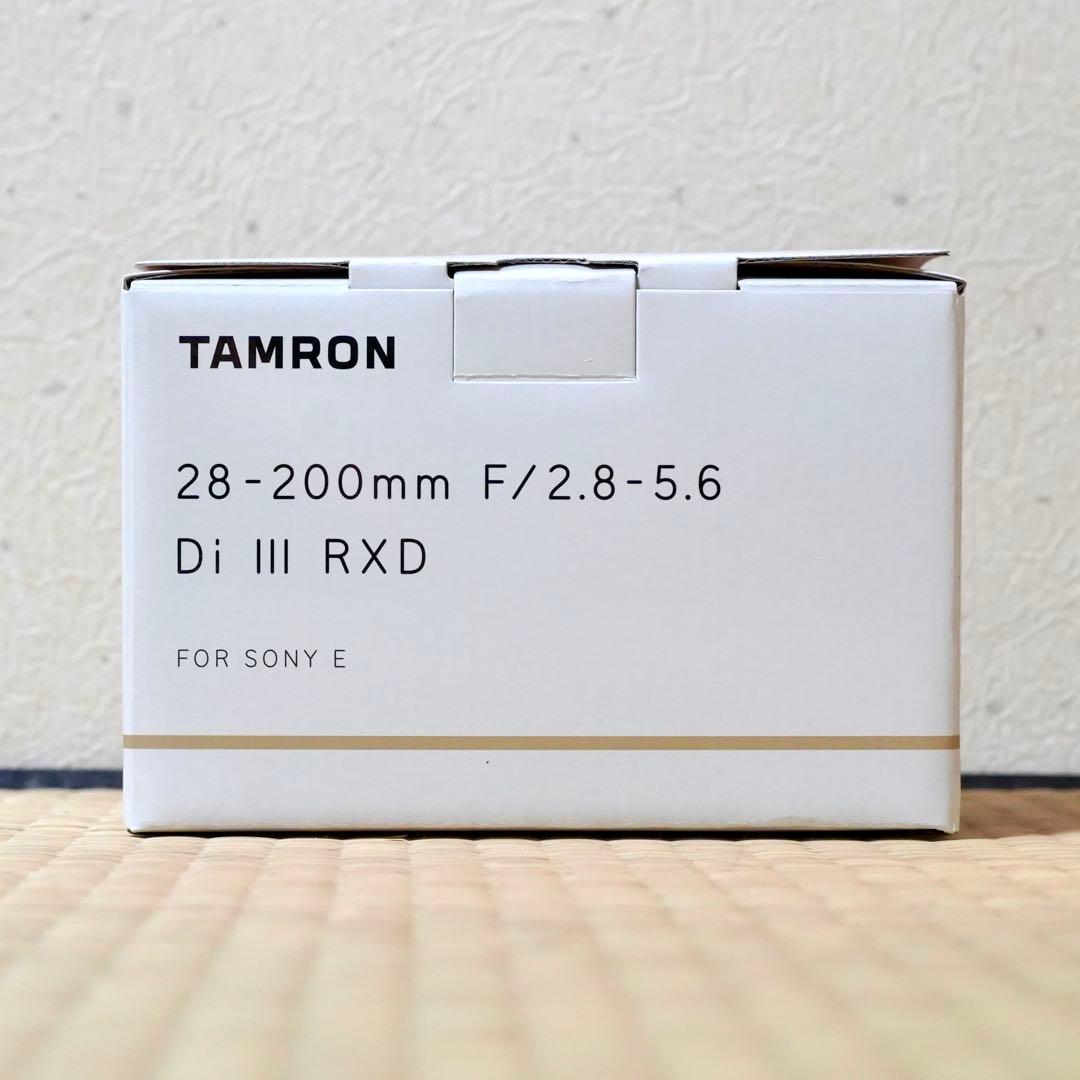 TAMRON
28-200mm F/2.8-5.6
Di III RXD
FOR SONY E